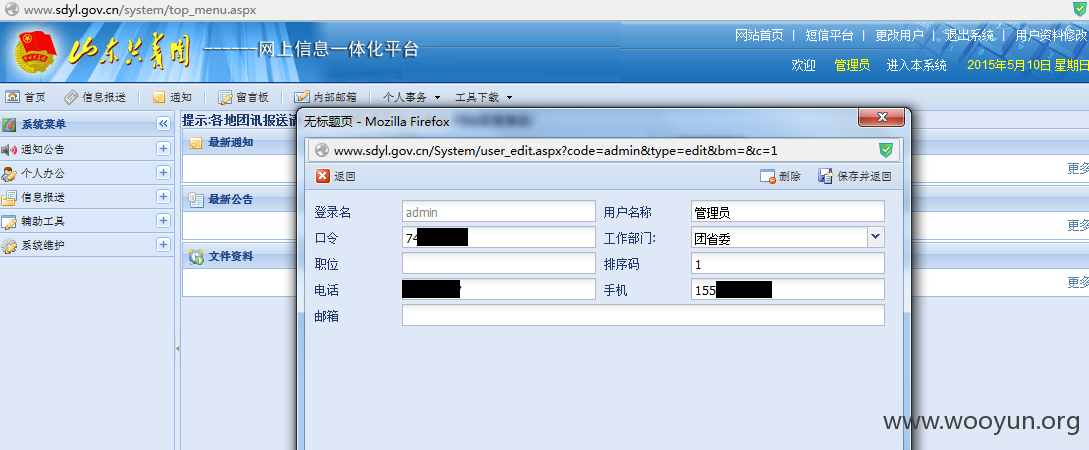 www.sdyl.gov.cn/system/top_menu.aspx
山东共青团 ------网上信息一体化平台
网站首页 | 短信平台 | 更改用户 | 退出系统 | 用户资料修改
欢迎 管理员 进入本系统 2015年5月10日 星期日
首页 信息报送 通知 留言板 内部邮箱 个人事务 工具下载
系统菜单
通知公告
个人办公
信息报送
辅助工具
系统维护
提示:各地团讯报送请
最新通知
更多
最新公告
更多
文件资料
更多
无标题页 - Mozilla Firefox
www.sdyl.gov.cn/System/user_edit.aspx?code=admin&type=edit&bm=&c=1
返回 删除 保存并返回
登录名 admin 用户名称 管理员
口令 74 工作部门: 团省委
职位 排序码 1
电话 手机 155
邮箱
www.wooyun.org